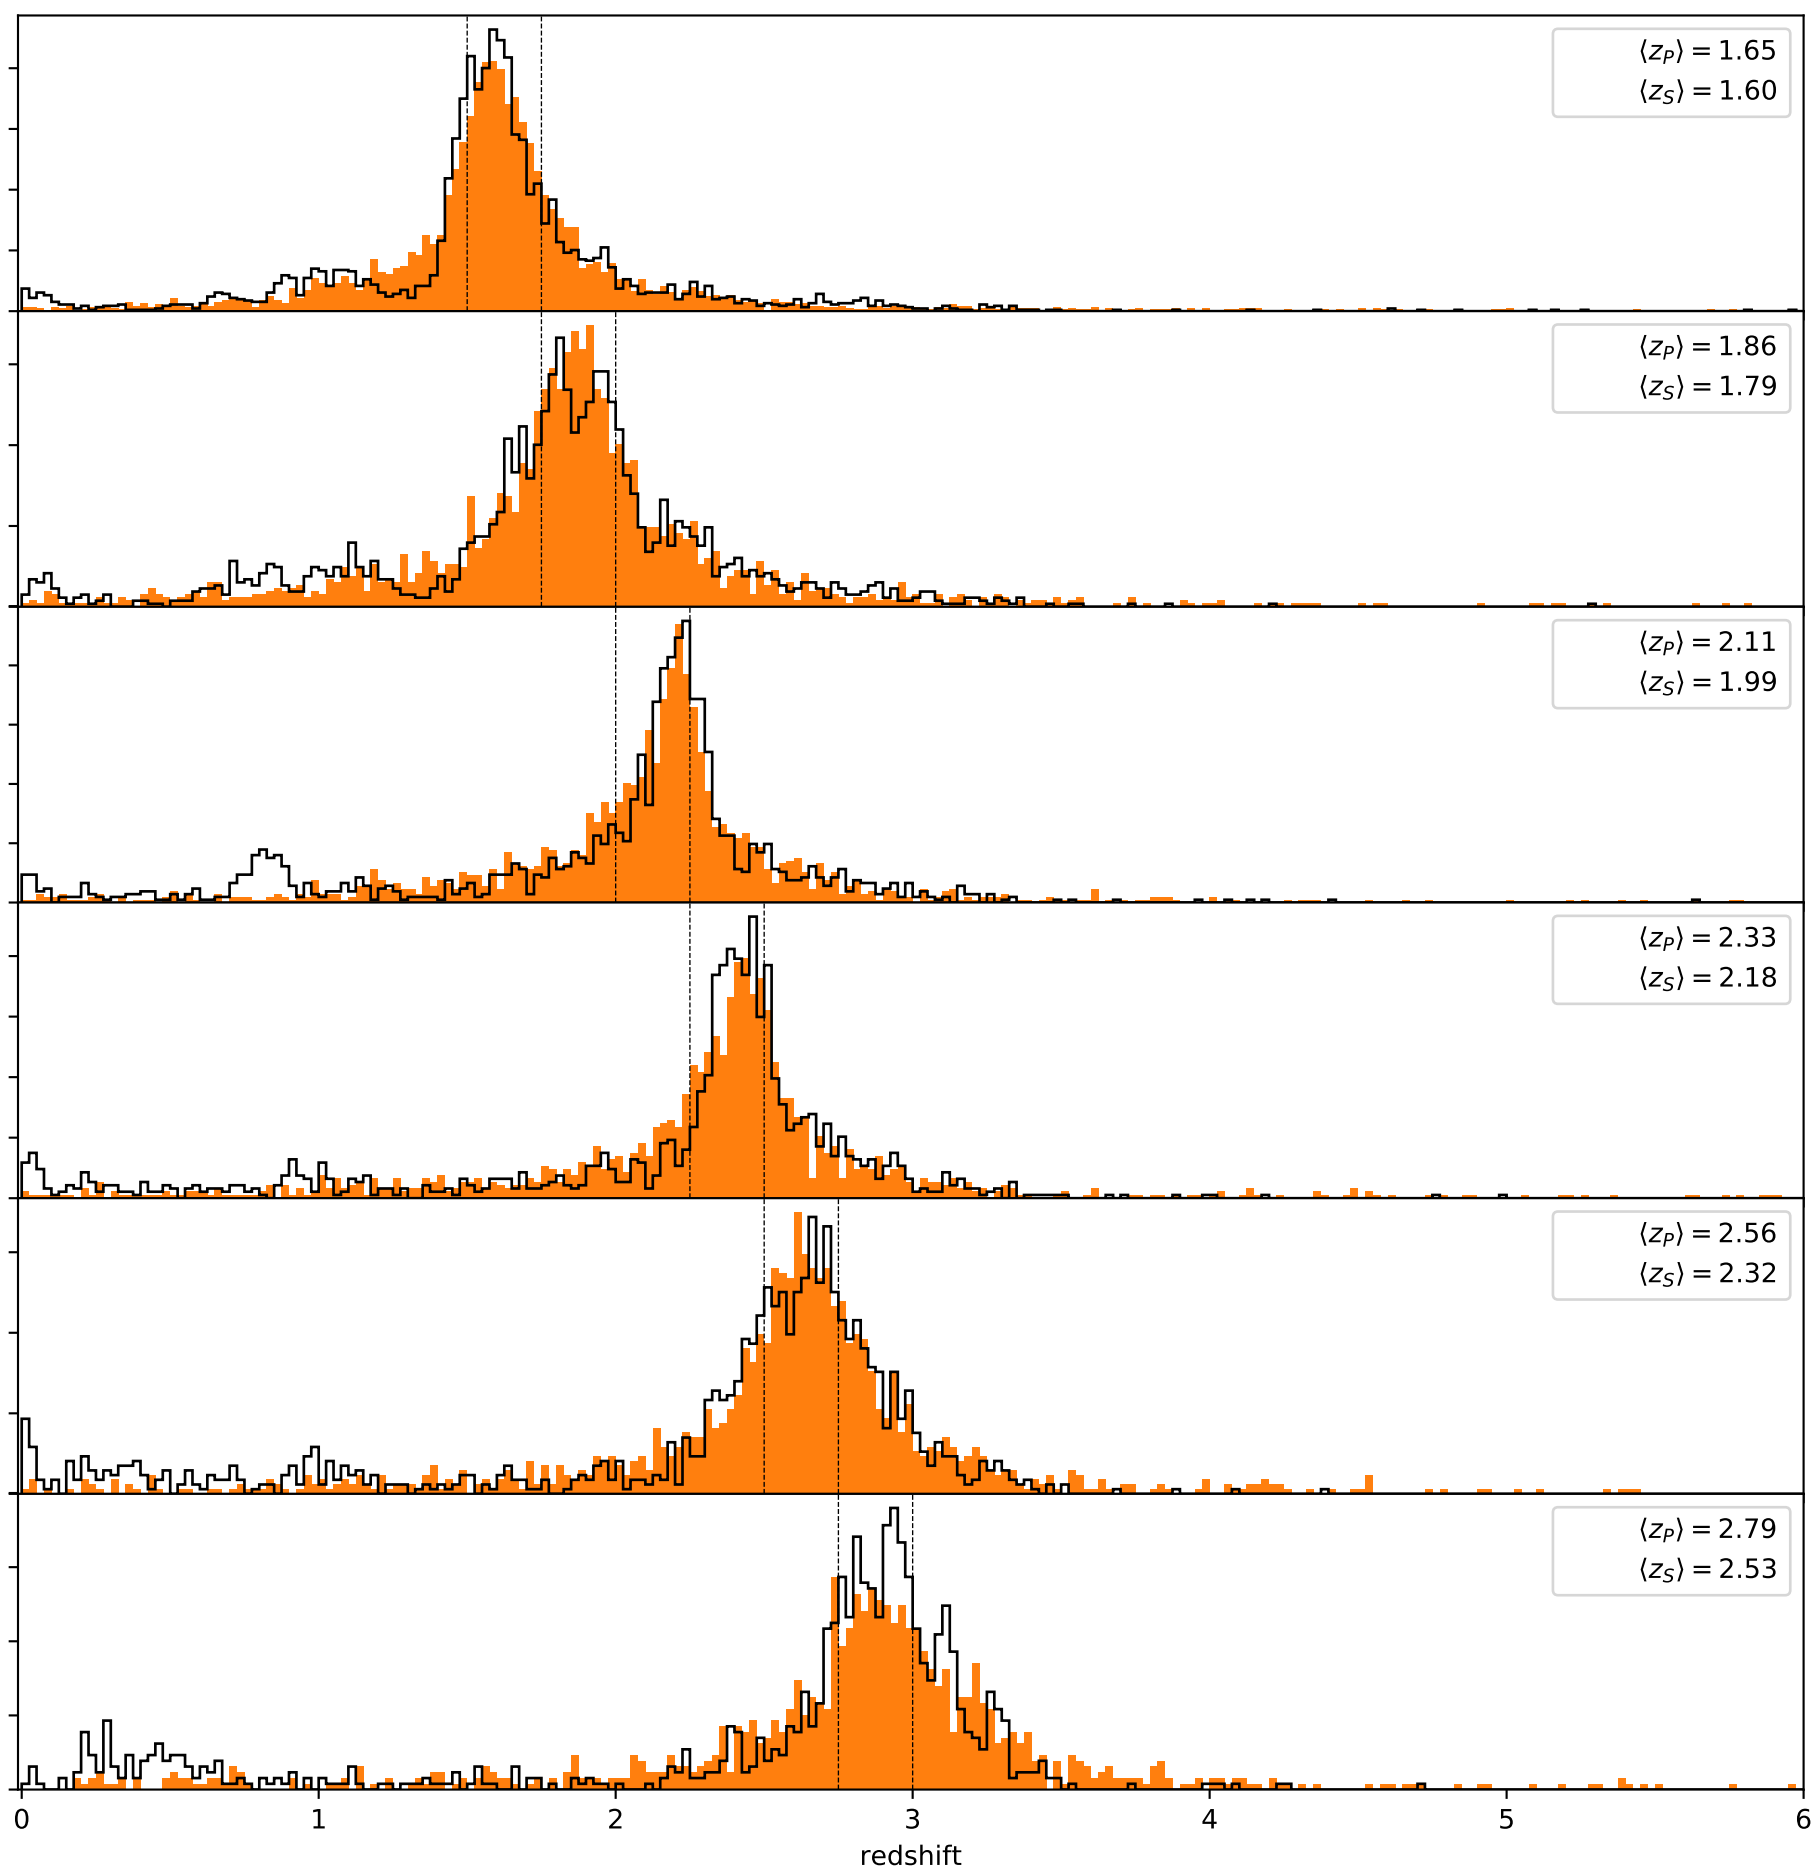 ⟨z_P⟩ = 1.65
⟨z_S⟩ = 1.60
⟨z_P⟩ = 1.86
⟨z_S⟩ = 1.79
⟨z_P⟩ = 2.11
⟨z_S⟩ = 1.99
⟨z_P⟩ = 2.33
⟨z_S⟩ = 2.18
⟨z_P⟩ = 2.56
⟨z_S⟩ = 2.32
⟨z_P⟩ = 2.79
⟨z_S⟩ = 2.53
0 1 2 3 4 5 6
redshift